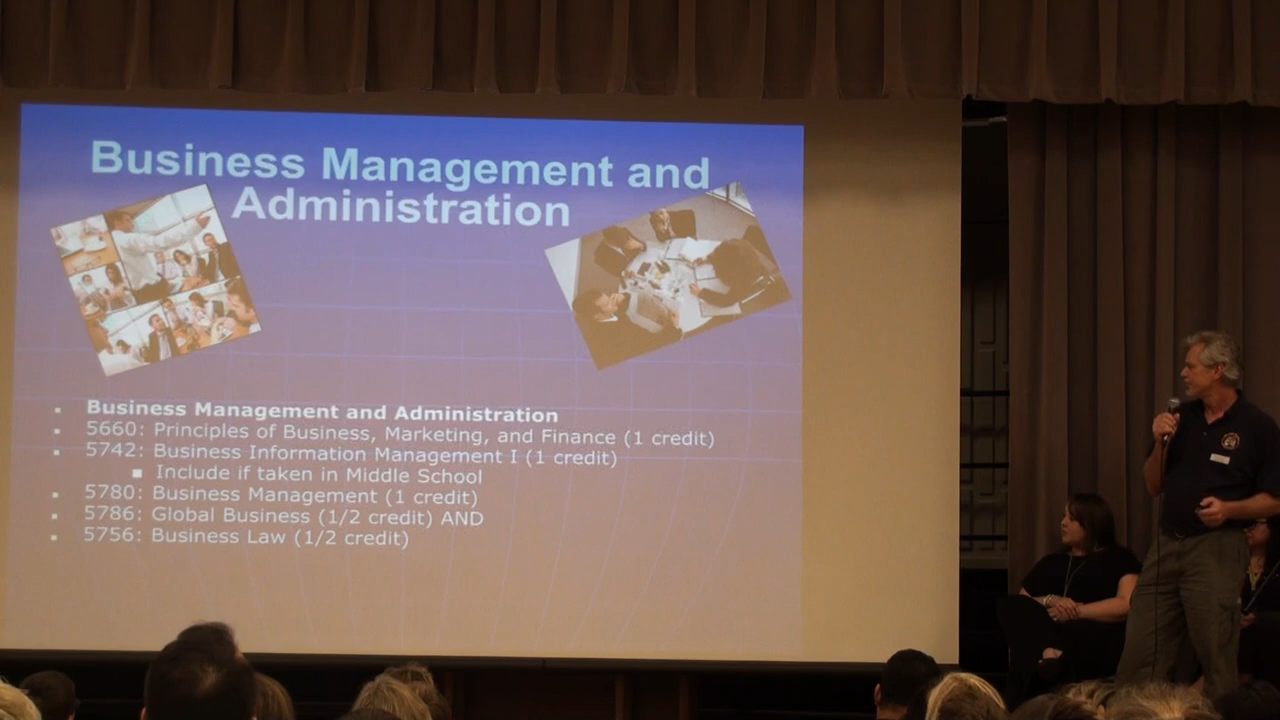 Business Management and
Administration
Business Management and Administration
5660: Principles of Business, Marketing, and Finance (1 credit)
5742: Business Information Management I (1 credit)
Include if taken in Middle School
5780: Business Management (1 credit)
5786: Global Business (1/2 credit) AND
5756: Business Law (1/2 credit)